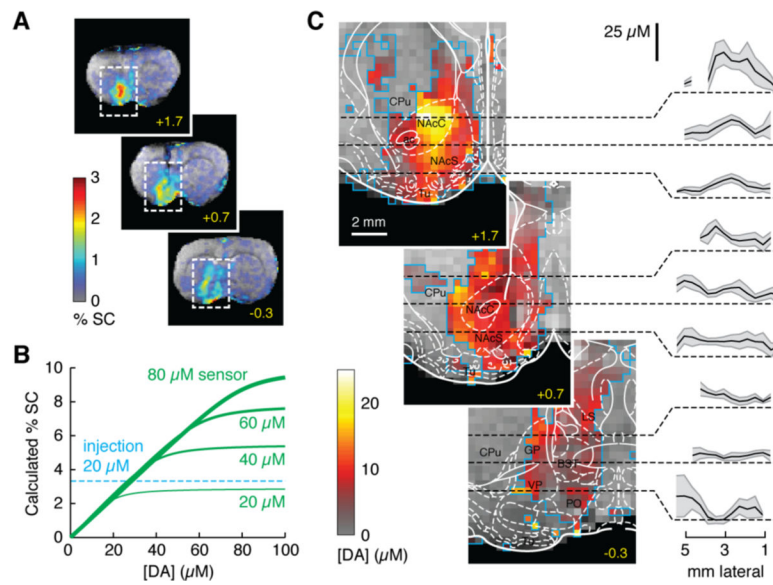 A
+1.7
+0.7
-0.3
3
2
1
0
% SC
B
10
8
6
4
2
0
Calculated % SC
80 µM sensor
60 µM
40 µM
20 µM
injection
20 µM
0 20 40 60 80 100
[DA] (µM)
C
25 µM
CPu
NAcC
ac
NAcS
Tu
2 mm
+1.7
CPu
NAcC
NAcS
Tu
+0.7
LS
GP
CPu
BST
VP
PO
-0.3
20
10
0
[DA] (µM)
5 3 1
mm lateral